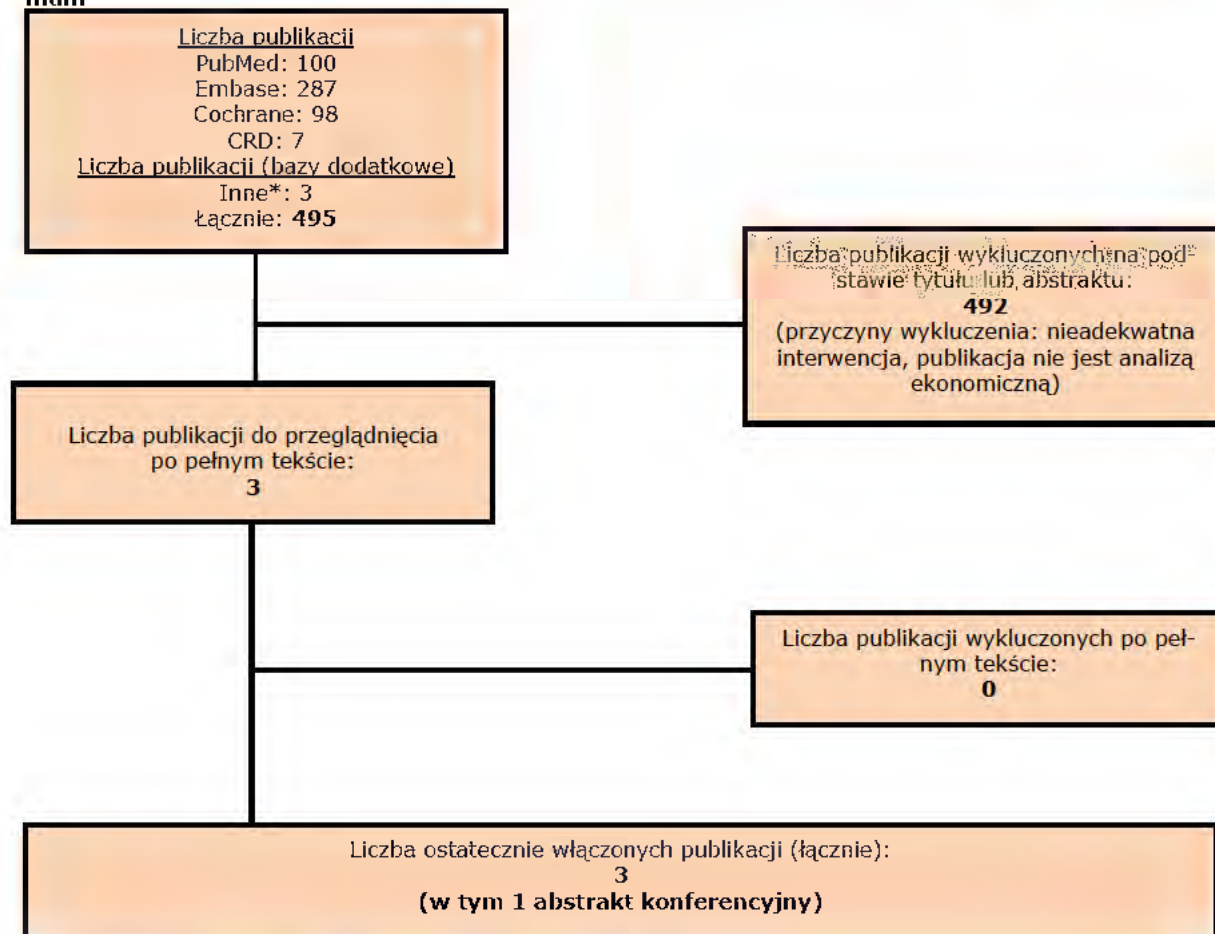 Liczba publikacji
PubMed: 100
Embase: 287
Cochrane: 98
CRD: 7
Liczba publikacji (bazy dodatkowe)
Inne*: 3
Łącznie: 495
Liczba publikacji wykluczonych na pod-
stawie tytułu lub abstraktu:
492
(przyczyny wykluczenia: nieadekwatna
interwencja, publikacja nie jest analizą
ekonomiczną)
Liczba publikacji do przeglądnięcia
po pełnym tekście:
3
Liczba publikacji wykluczonych po peł-
nym tekście:
0
Liczba ostatecznie włączonych publikacji (łącznie):
3
(w tym 1 abstrakt konferencyjny)